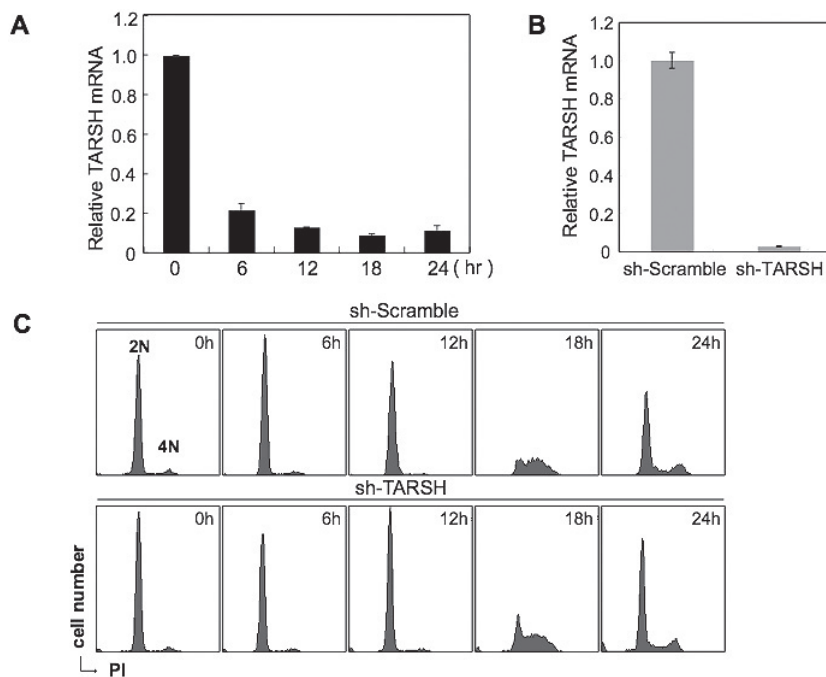 A
Relative TARSH mRNA
1.2
1.0
0.8
0.6
0.4
0.2
0
0 6 12 18 24 ( hr )
B
Relative TARSH mRNA
1.2
1.0
0.8
0.6
0.4
0.2
0
sh-Scramble sh-TARSH
C
sh-Scramble
2N 4N 0h 6h 12h 18h 24h
sh-TARSH
0h 6h 12h 18h 24h
cell number
PI